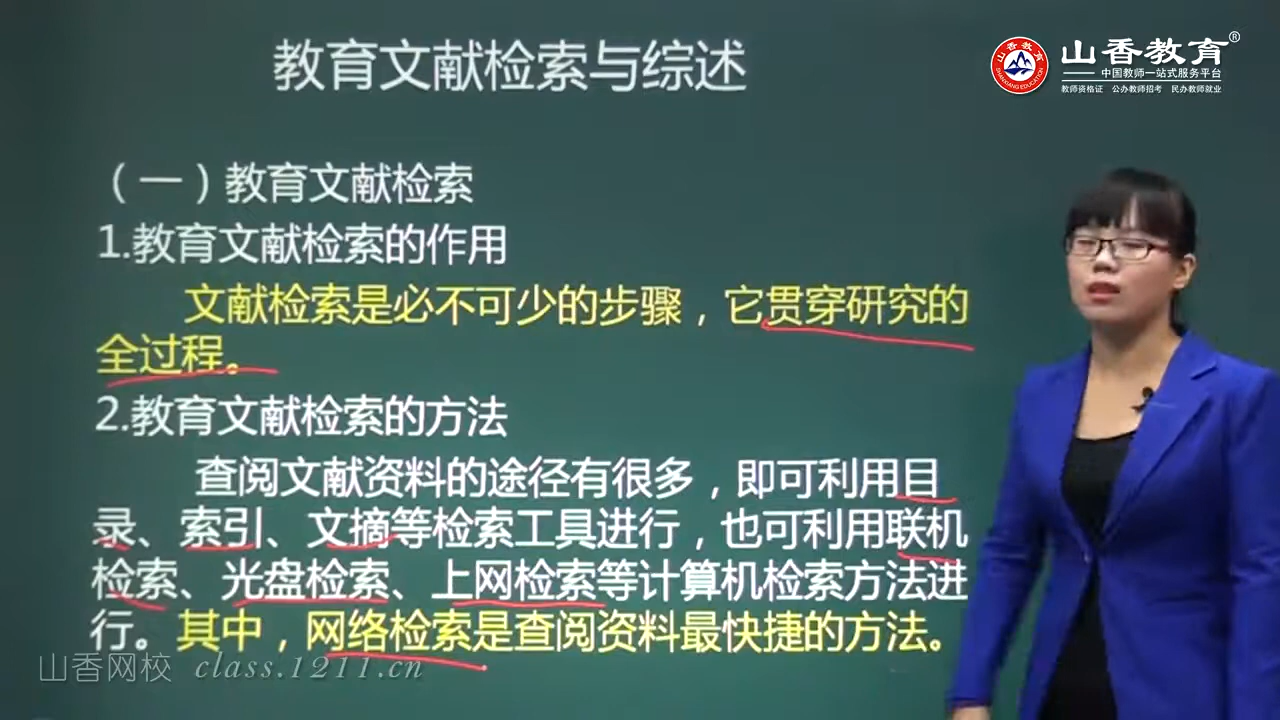 教育文献检索与综述
山香教育®
中国教师一站式服务平台
教师资格证 公办教师招考 民办教师就业
山香教育
SHANXIANG EDUCATION
（一）教育文献检索
1.教育文献检索的作用
文献检索是必不可少的步骤，它贯穿研究的
全过程。
2.教育文献检索的方法
查阅文献资料的途径有很多，即可利用目
录、索引、文摘等检索工具进行，也可利用联机
检索、光盘检索、上网检索等计算机检索方法进
行。其中，网络检索是查阅资料最快捷的方法。
山香网校 class.1211.cn